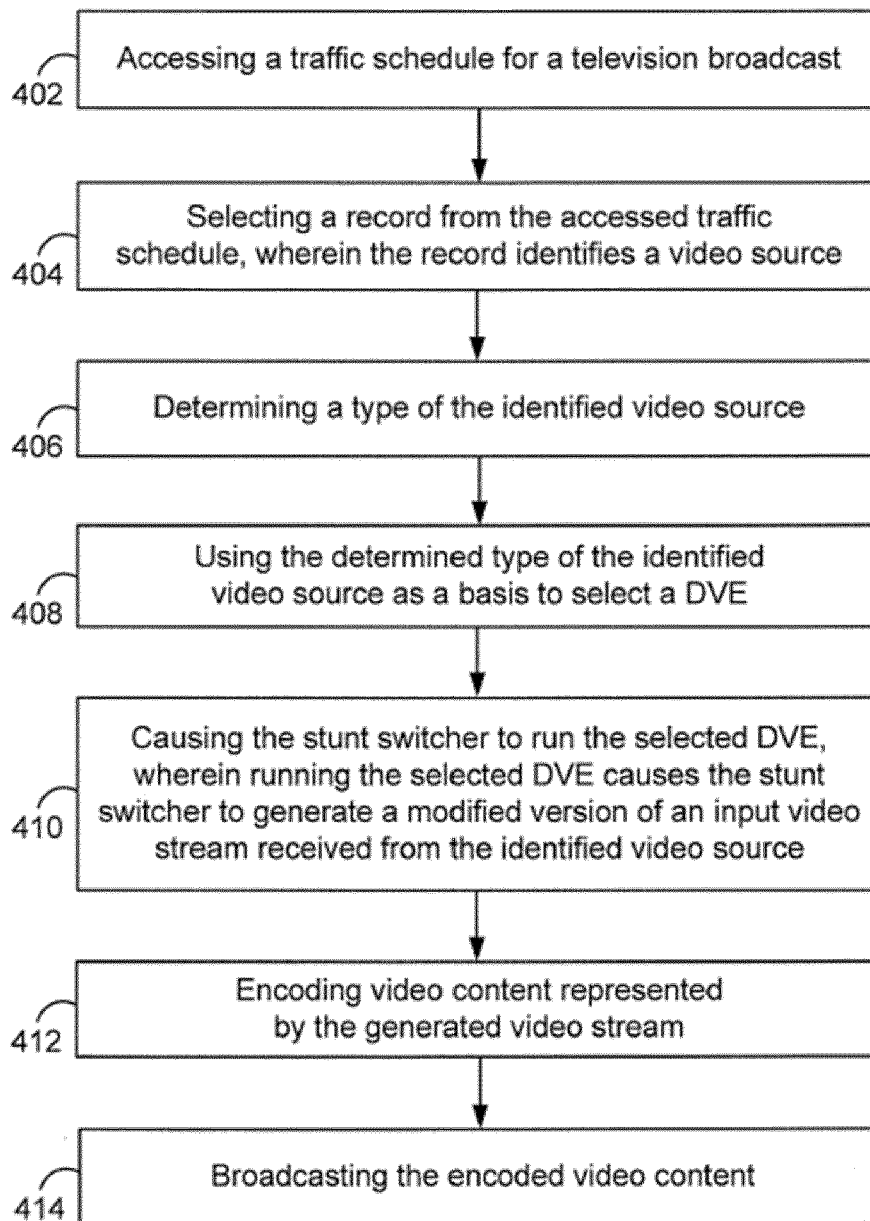 Accessing a traffic schedule for a television broadcast
402
Selecting a record from the accessed traffic
schedule, wherein the record identifies a video source
404
Determining a type of the identified video source
406
Using the determined type of the identified
video source as a basis to select a DVE
408
Causing the stunt switcher to run the selected DVE,
wherein running the selected DVE causes the stunt
switcher to generate a modified version of an input video
stream received from the identified video source
410
Encoding video content represented
by the generated video stream
412
Broadcasting the encoded video content
414